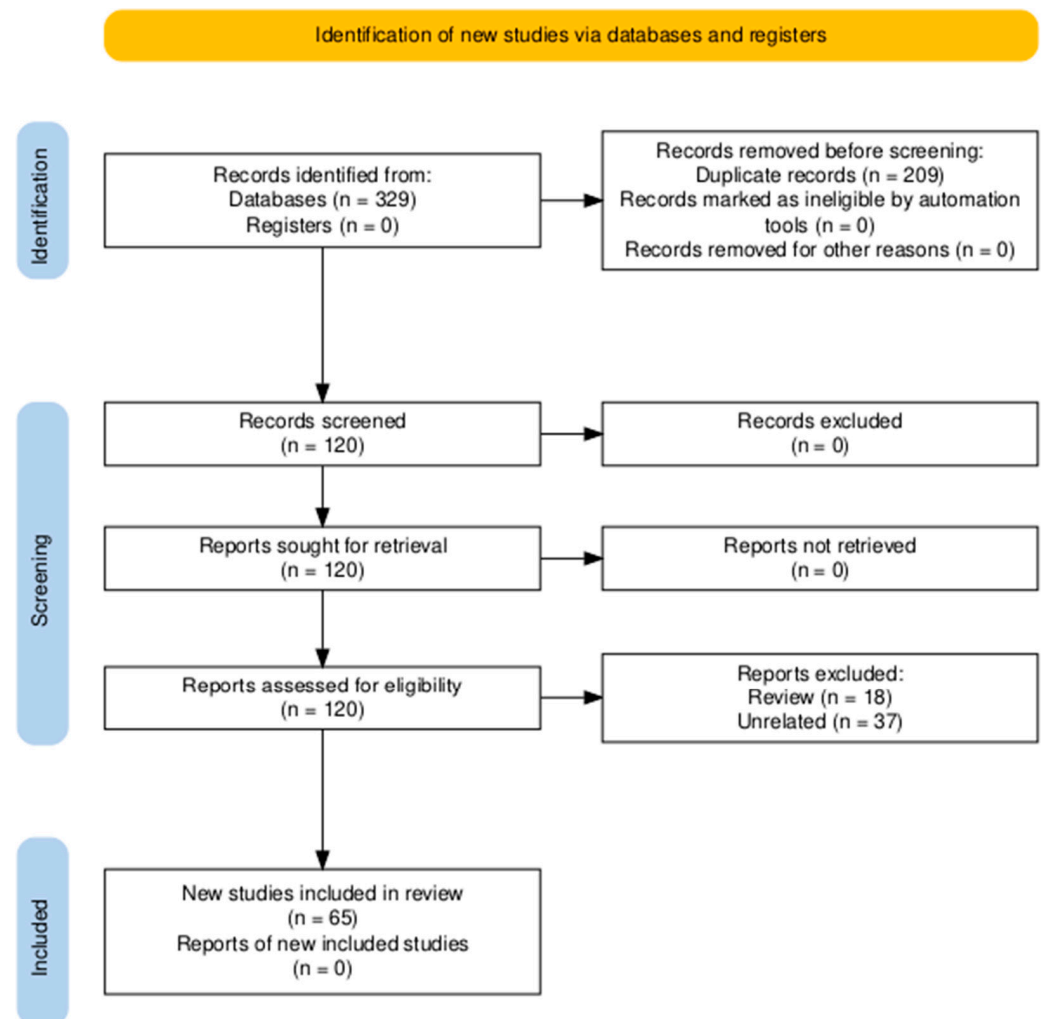 Identification of new studies via databases and registers
Identification
Records identified from:
Databases (n = 329)
Registers (n = 0)
Records removed before screening:
Duplicate records (n = 209)
Records marked as ineligible by automation
tools (n = 0)
Records removed for other reasons (n = 0)
Screening
Records screened
(n = 120)
Records excluded
(n = 0)
Reports sought for retrieval
(n = 120)
Reports not retrieved
(n = 0)
Reports assessed for eligibility
(n = 120)
Reports excluded:
Review (n = 18)
Unrelated (n = 37)
Included
New studies included in review
(n = 65)
Reports of new included studies
(n = 0)